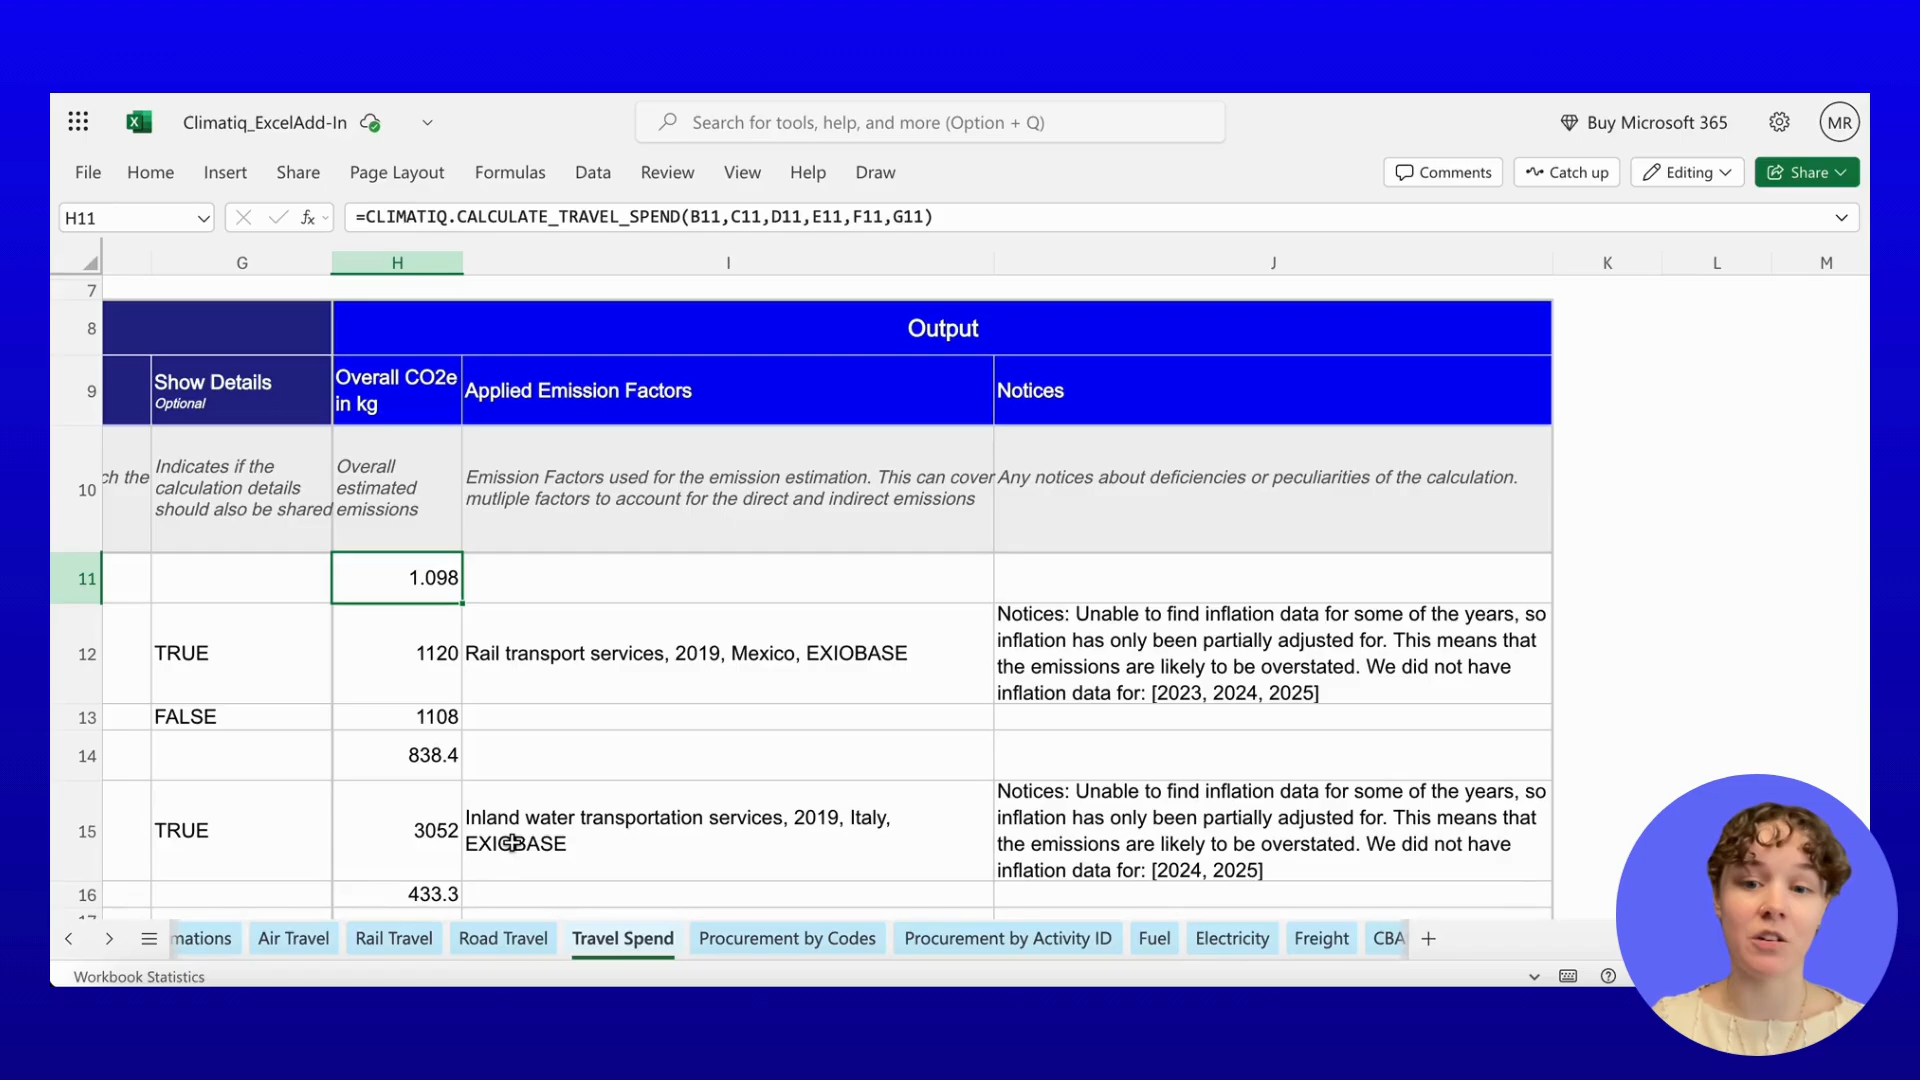 Climatiq_ExcelAdd-In
Search for tools, help, and more (Option + Q)
Buy Microsoft 365
MR
File Home Insert Share Page Layout Formulas Data Review View Help Draw
Comments Catch up Editing Share
H11 fx =CLIMATIQ.CALCULATE_TRAVEL_SPEND(B11,C11,D11,E11,F11,G11)
G H I J K L M
7
8 Output
9 Show Details
Optional
Overall CO2e
in kg
Applied Emission Factors
Notices
10 ch the
Indicates if the
calculation details
should also be shared
Overall
estimated
emissions
Emission Factors used for the emission estimation. This can cover
mutliple factors to account for the direct and indirect emissions
Any notices about deficiencies or peculiarities of the calculation.
11 1.098
12 TRUE 1120 Rail transport services, 2019, Mexico, EXIOBASE
Notices: Unable to find inflation data for some of the years, so
inflation has only been partially adjusted for. This means that
the emissions are likely to be overstated. We did not have
inflation data for: [2023, 2024, 2025]
13 FALSE 1108
14 838.4
15 TRUE 3052
Inland water transportation services, 2019, Italy,
EXIOBASE
Notices: Unable to find inflation data for some of the years, so
inflation has only been partially adjusted for. This means that
the emissions are likely to be overstated. We did not have
inflation data for: [2024, 2025]
16 433.3
17
mations Air Travel Rail Travel Road Travel Travel Spend Procurement by Codes Procurement by Activity ID Fuel Electricity Freight CBA
Workbook Statistics